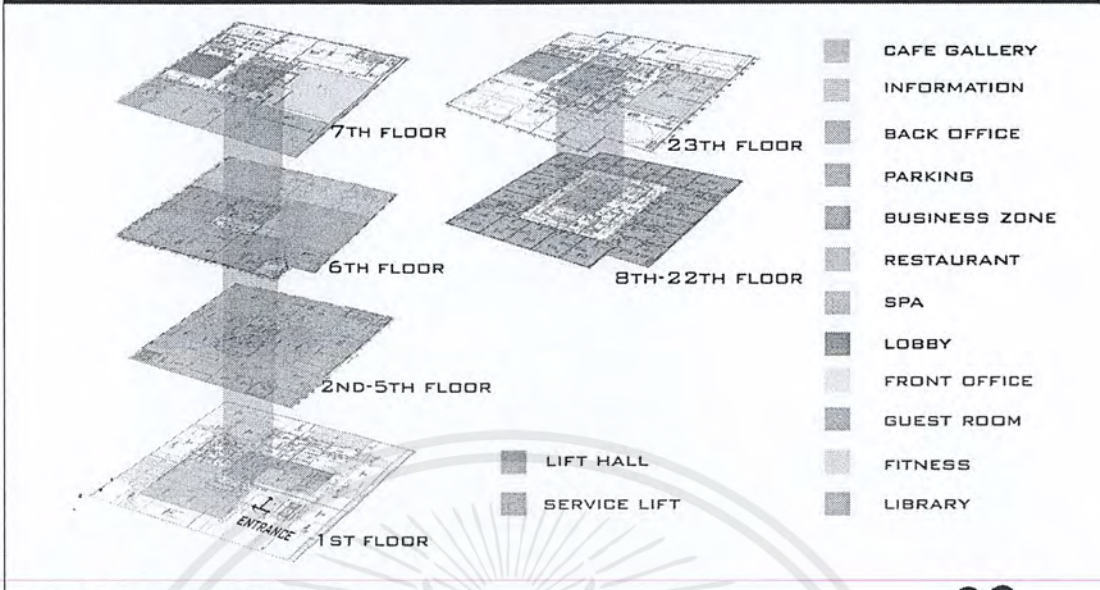 7TH FLOOR
6TH FLOOR
2ND-5TH FLOOR
ENTRANCE
1ST FLOOR
23TH FLOOR
8TH-22TH FLOOR
LIFT HALL
SERVICE LIFT
CAFE GALLERY
INFORMATION
BACK OFFICE
PARKING
BUSINESS ZONE
RESTAURANT
SPA
LOBBY
FRONT OFFICE
GUEST ROOM
FITNESS
LIBRARY